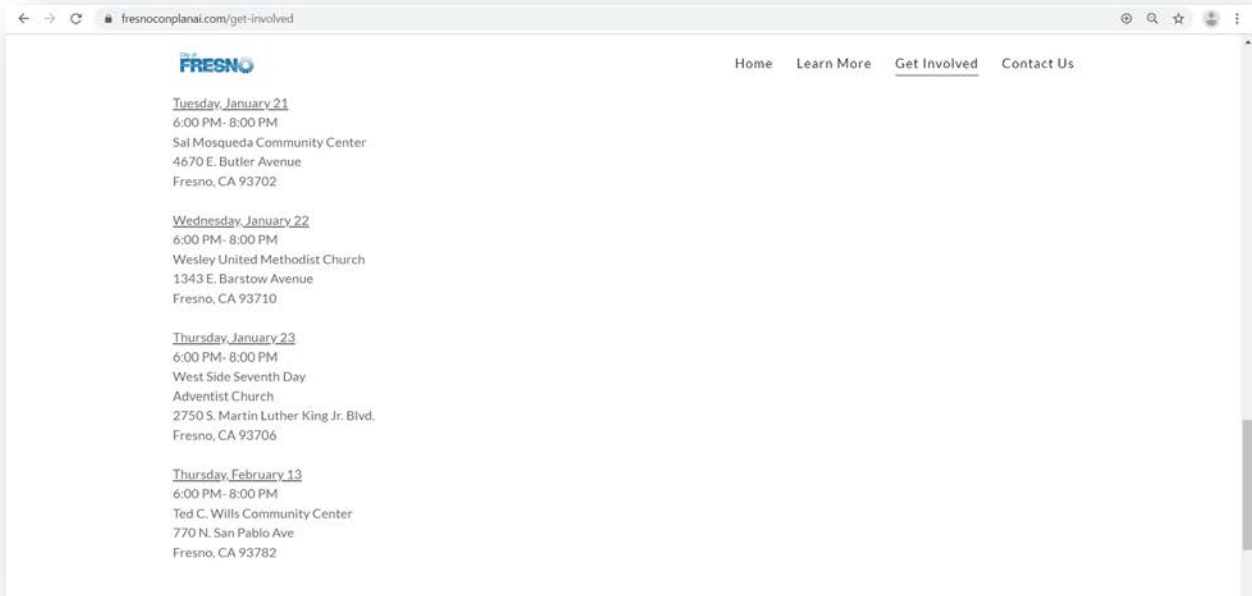 fresnoconplanai.com/get-involved
City of
FRESNO
Home Learn More Get Involved Contact Us
Tuesday, January 21
6:00 PM- 8:00 PM
Sal Mosqueda Community Center
4670 E. Butler Avenue
Fresno, CA 93702
Wednesday, January 22
6:00 PM- 8:00 PM
Wesley United Methodist Church
1343 E. Barstow Avenue
Fresno, CA 93710
Thursday, January 23
6:00 PM- 8:00 PM
West Side Seventh Day
Adventist Church
2750 S. Martin Luther King Jr. Blvd.
Fresno, CA 93706
Thursday, February 13
6:00 PM- 8:00 PM
Ted C. Wills Community Center
770 N. San Pablo Ave
Fresno, CA 93782